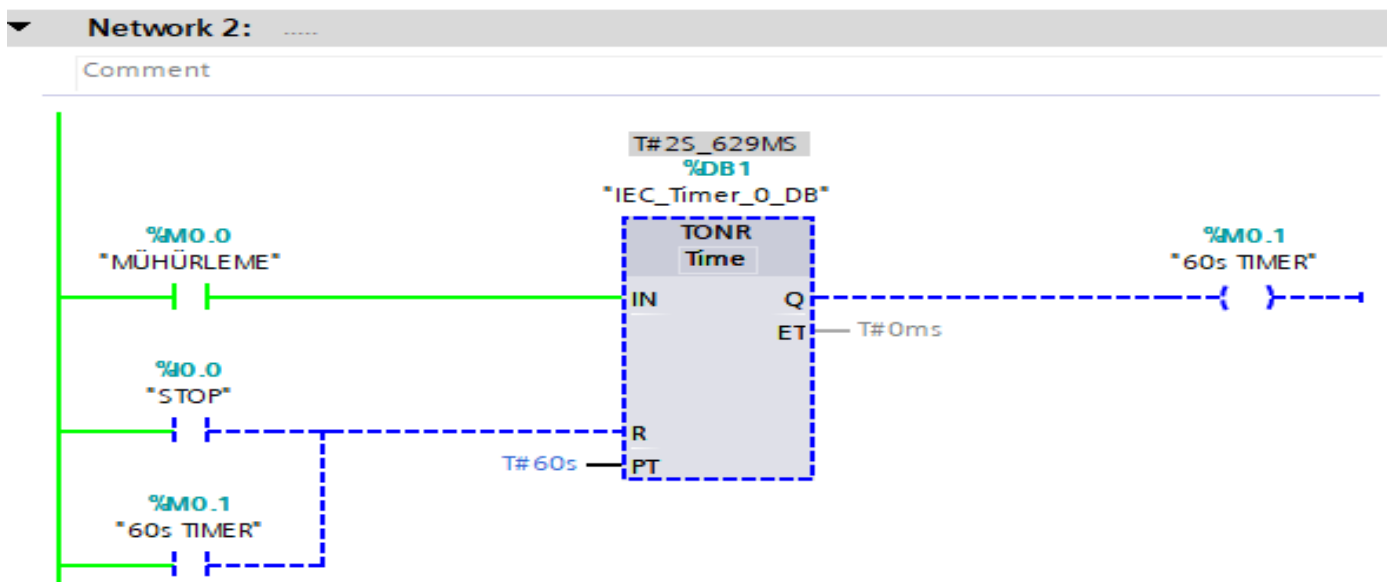 Network 2: .....
Comment
T#2S_629MS
%DB1
"IEC_Timer_0_DB"
TONR
Time
%M0.0
"MÜHÜRLEME"
%M0.1
"60s TIMER"
IN
Q
ET
T#0ms
%I0.0
"STOP"
R
T#60s
PT
%M0.1
"60s TIMER"